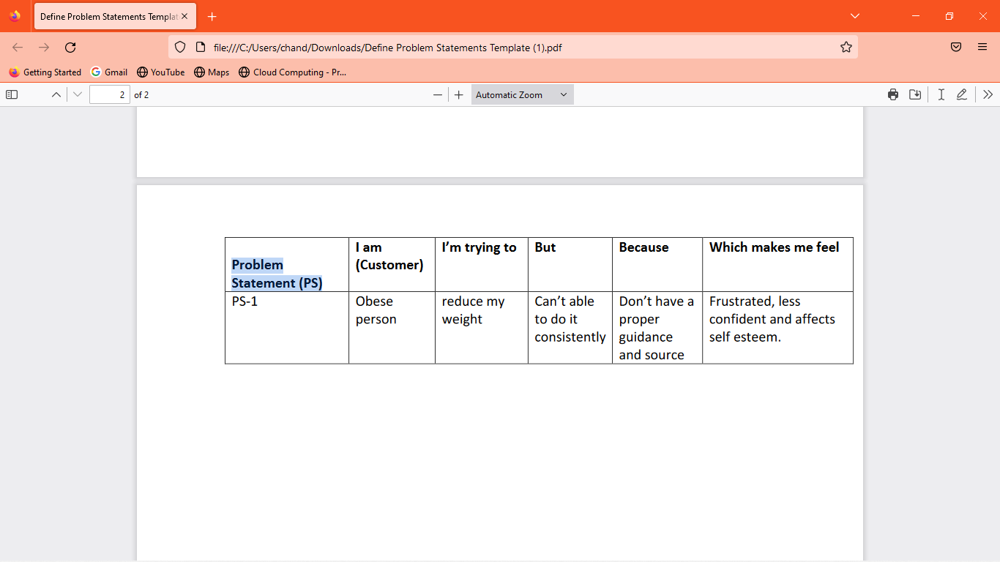 Define Problem Statements Templat
file:///C:/Users/chand/Downloads/Define Problem Statements Template (1).pdf
Getting Started Gmail YouTube Maps Cloud Computing - Pr...
2 of 2 Automatic Zoom
Problem
Statement (PS)
I am
(Customer)
I’m trying to
But
Because
Which makes me feel
PS-1
Obese
person
reduce my
weight
Can’t able
to do it
consistently
Don’t have a
proper
guidance
and source
Frustrated, less
confident and affects
self esteem.